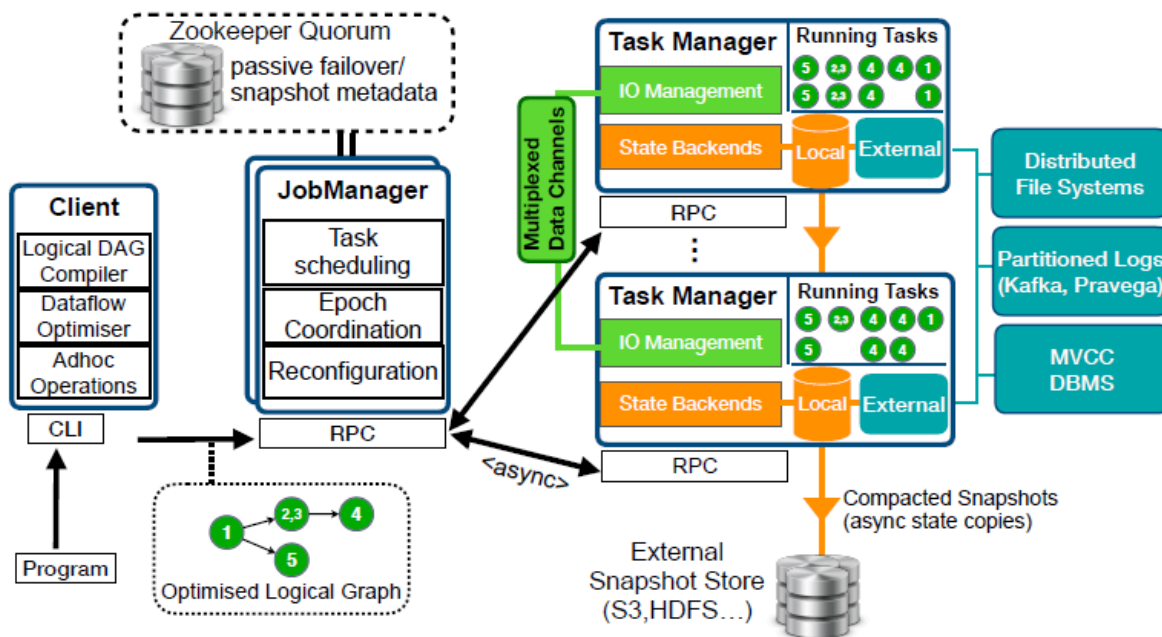 Zookeeper Quorum
passive failover/
snapshot metadata
Client
Logical DAG
Compiler
Dataflow
Optimiser
Adhoc
Operations
CLI
Program
JobManager
Task
scheduling
Epoch
Coordination
Reconfiguration
RPC
<async>
1
2,3
4
5
Optimised Logical Graph
Multiplexed
Data Channels
Task Manager
IO Management
State Backends
Running Tasks
5 2,3 4 4 1
5 2,3 4 1
Local
External
RPC
⋮
Task Manager
IO Management
State Backends
Running Tasks
5 2,3 4 4 1
5 4 4
Local
External
RPC
Distributed
File Systems
Partitioned Logs
(Kafka, Pravega)
MVCC
DBMS
Compacted Snapshots
(async state copies)
External
Snapshot Store
(S3,HDFS...)